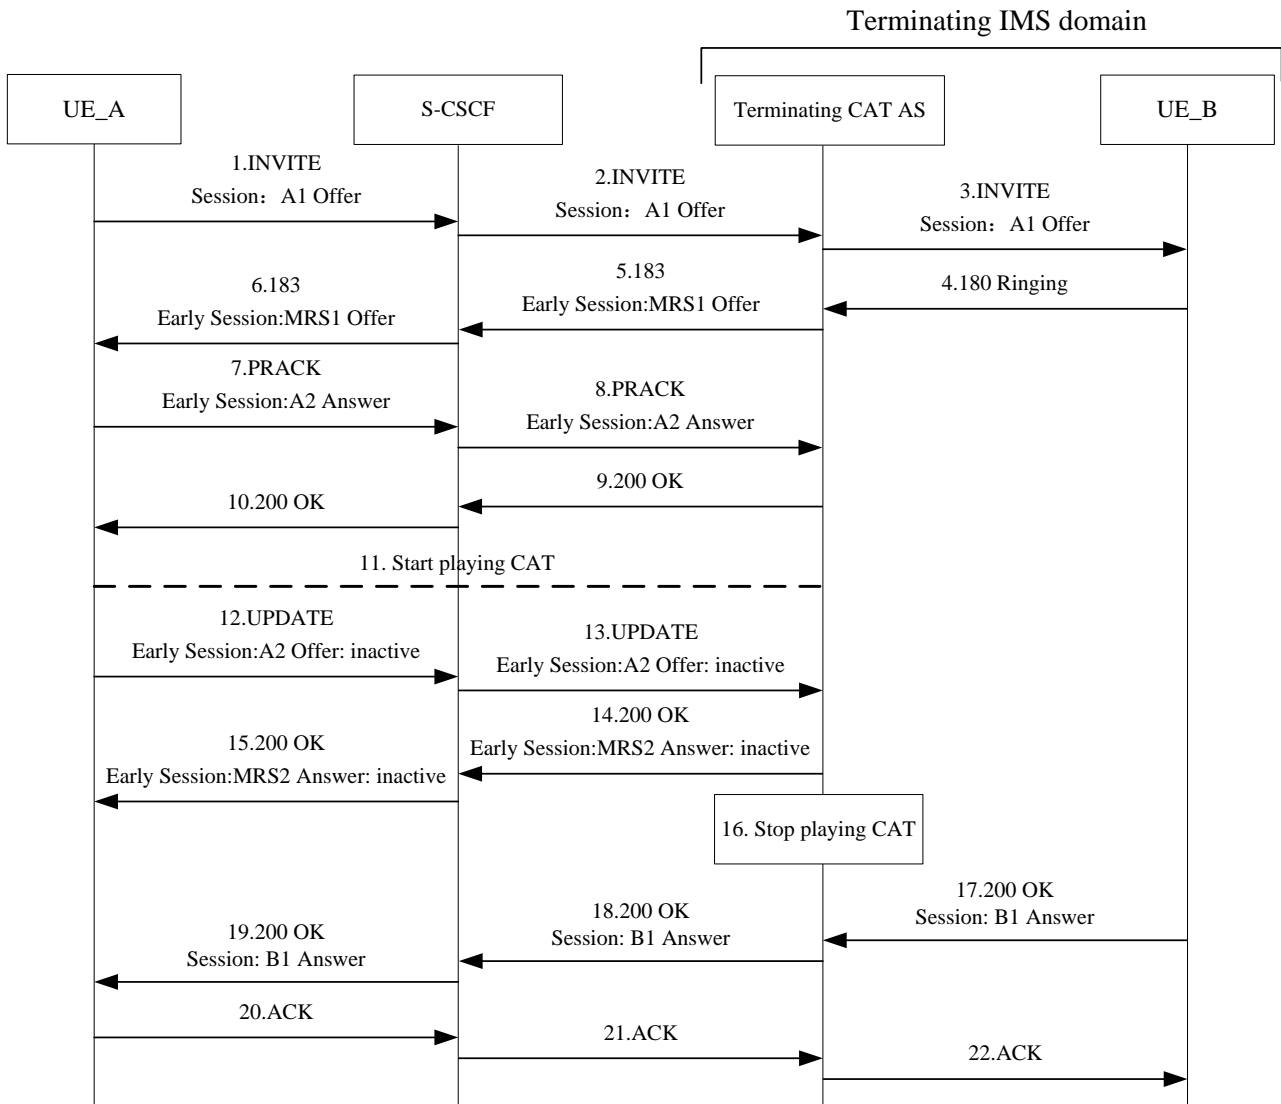 Terminating IMS domain
UE_A
S-CSCF
Terminating CAT AS
UE_B
1.INVITE
Session：A1 Offer
2.INVITE
Session：A1 Offer
3.INVITE
Session：A1 Offer
4.180 Ringing
5.183
Early Session:MRS1 Offer
6.183
Early Session:MRS1 Offer
7.PRACK
Early Session:A2 Answer
8.PRACK
Early Session:A2 Answer
9.200 OK
10.200 OK
11. Start playing CAT
12.UPDATE
Early Session:A2 Offer: inactive
13.UPDATE
Early Session:A2 Offer: inactive
14.200 OK
Early Session:MRS2 Answer: inactive
15.200 OK
Early Session:MRS2 Answer: inactive
16. Stop playing CAT
17.200 OK
Session: B1 Answer
18.200 OK
Session: B1 Answer
19.200 OK
Session: B1 Answer
20.ACK
21.ACK
22.ACK